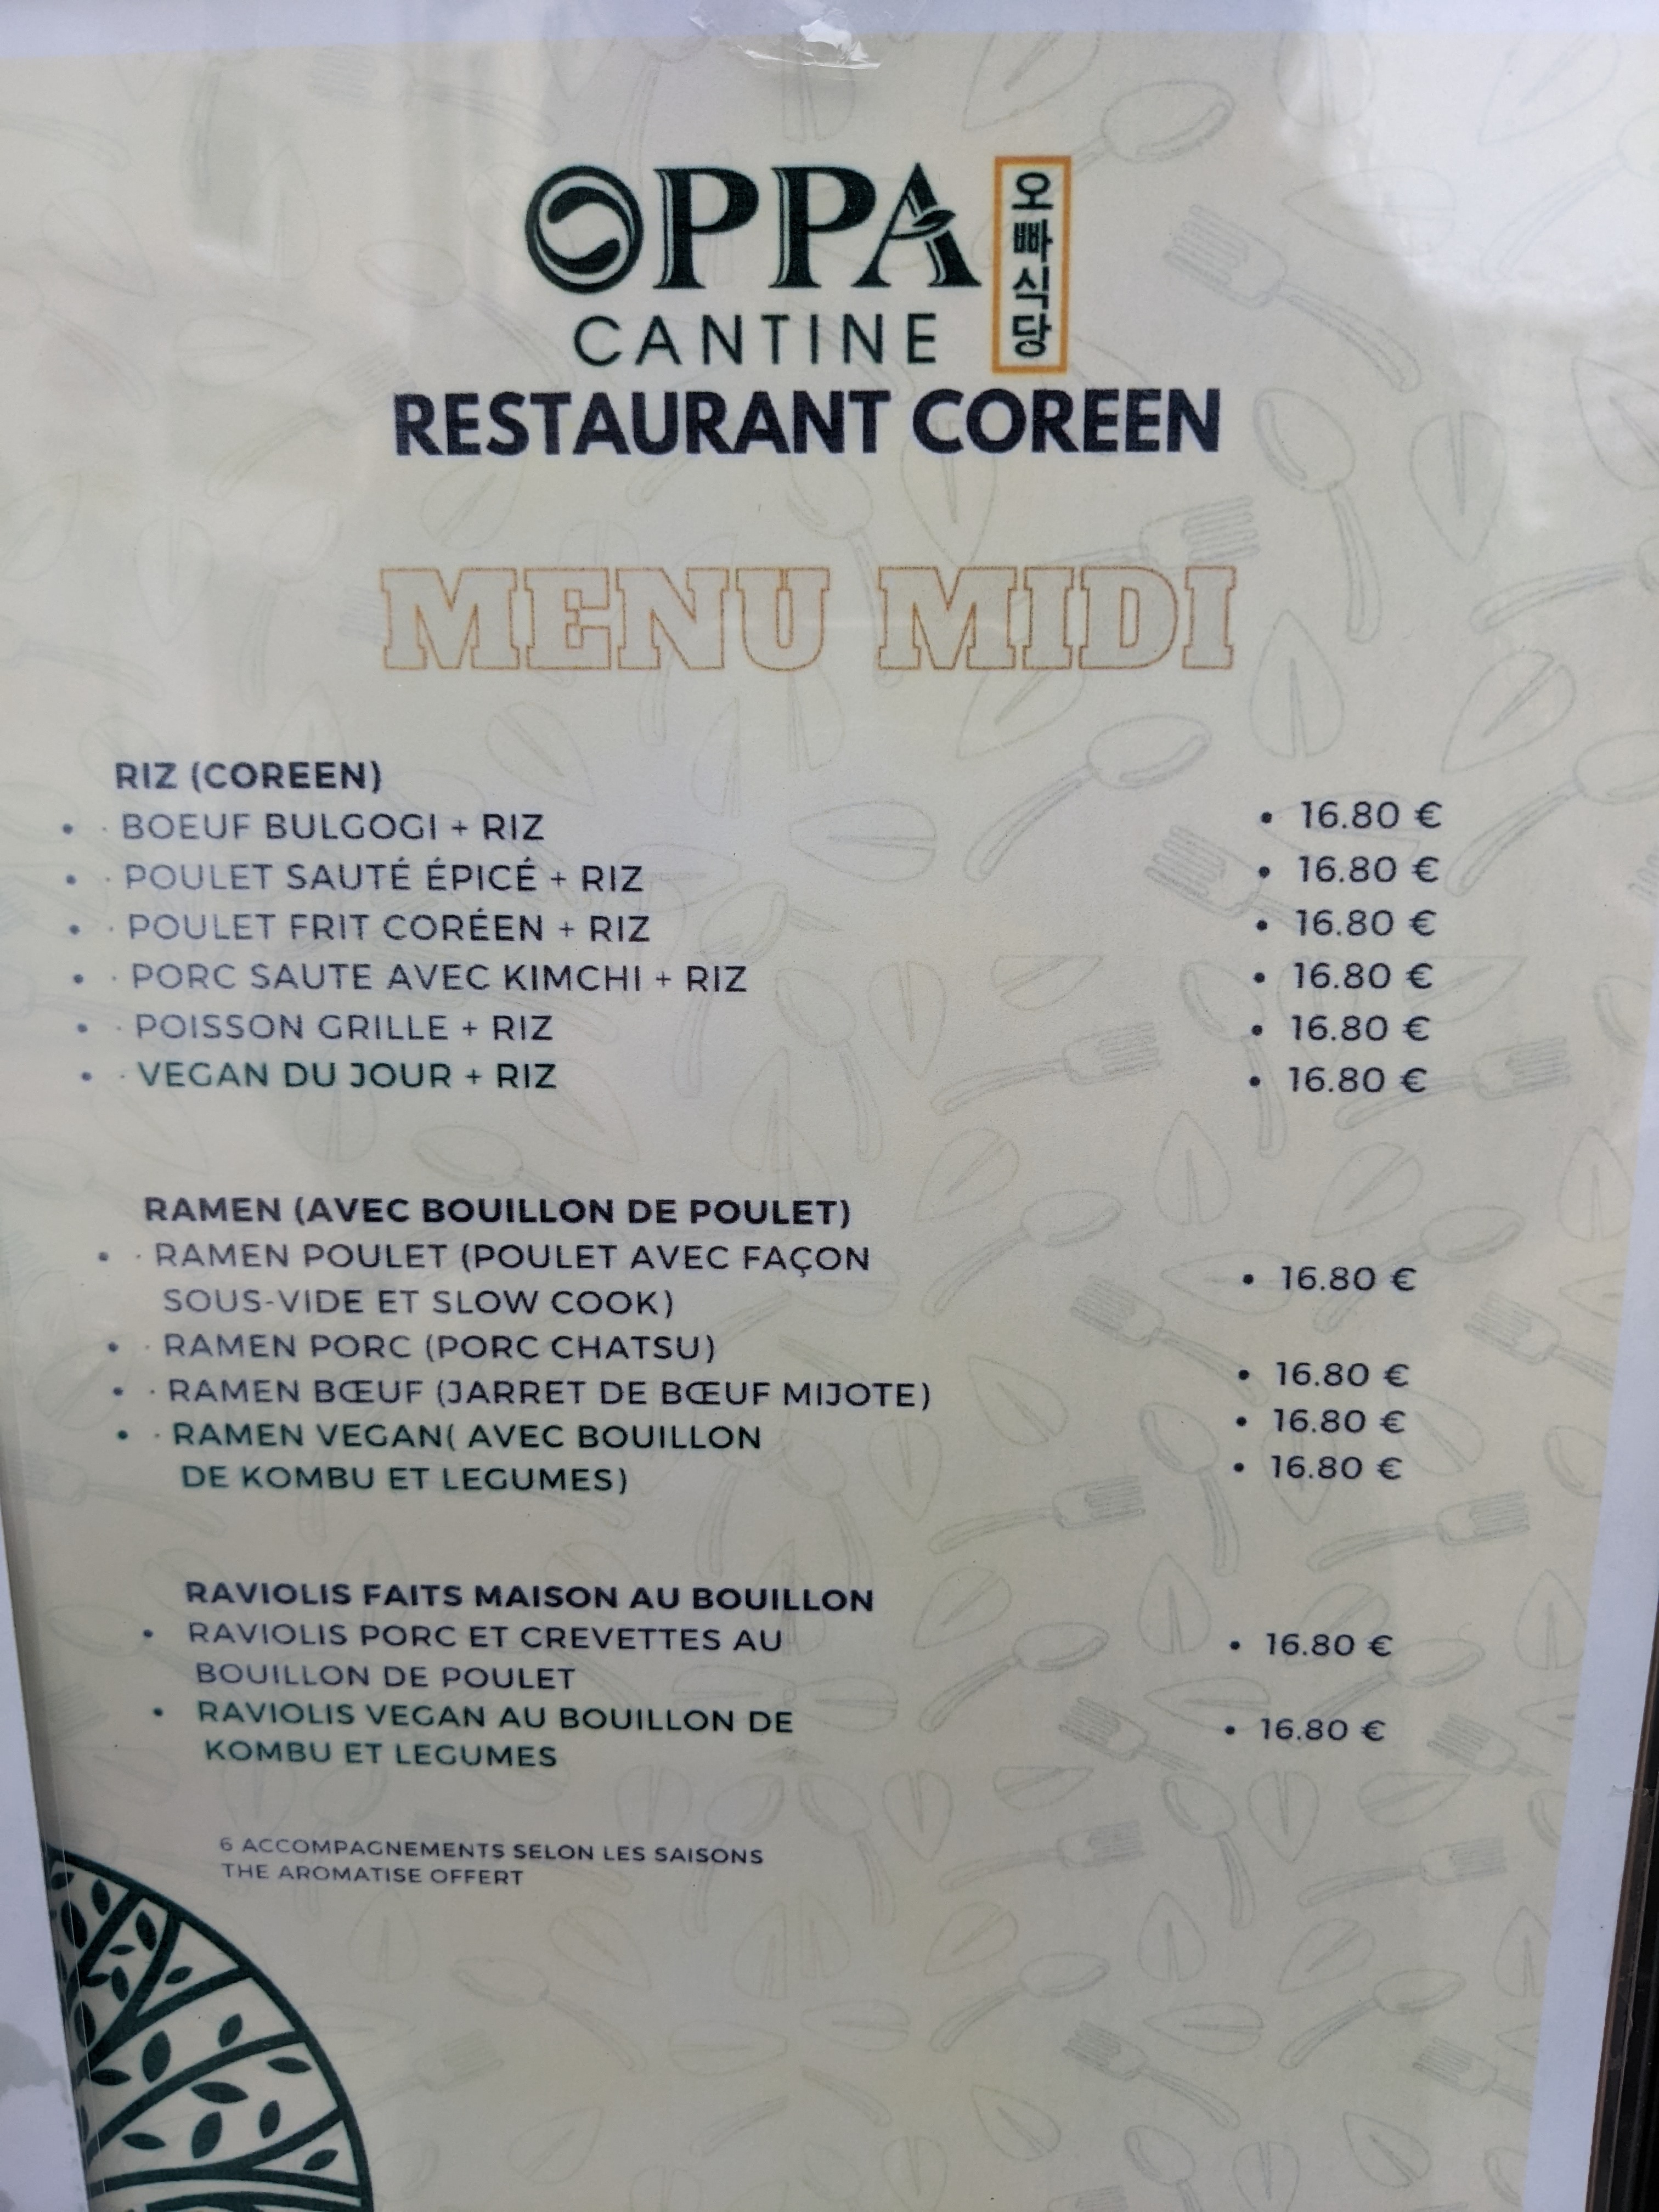 OPPA
CANTINE
오빠식당
RESTAURANT COREEN
MENU MIDI
RIZ (COREEN)
• · BOEUF BULGOGI + RIZ • 16.80 €
• · POULET SAUTÉ ÉPICÉ + RIZ • 16.80 €
• · POULET FRIT CORÉEN + RIZ • 16.80 €
• · PORC SAUTE AVEC KIMCHI + RIZ • 16.80 €
• · POISSON GRILLE + RIZ • 16.80 €
• · VEGAN DU JOUR + RIZ • 16.80 €
RAMEN (AVEC BOUILLON DE POULET)
• · RAMEN POULET (POULET AVEC FAÇON • 16.80 €
SOUS-VIDE ET SLOW COOK)
• · RAMEN PORC (PORC CHATSU) • 16.80 €
• · RAMEN BŒUF (JARRET DE BŒUF MIJOTE) • 16.80 €
• · RAMEN VEGAN( AVEC BOUILLON • 16.80 €
DE KOMBU ET LEGUMES)
RAVIOLIS FAITS MAISON AU BOUILLON
• RAVIOLIS PORC ET CREVETTES AU • 16.80 €
BOUILLON DE POULET
• RAVIOLIS VEGAN AU BOUILLON DE • 16.80 €
KOMBU ET LEGUMES
6 ACCOMPAGNEMENTS SELON LES SAISONS
THE AROMATISE OFFERT